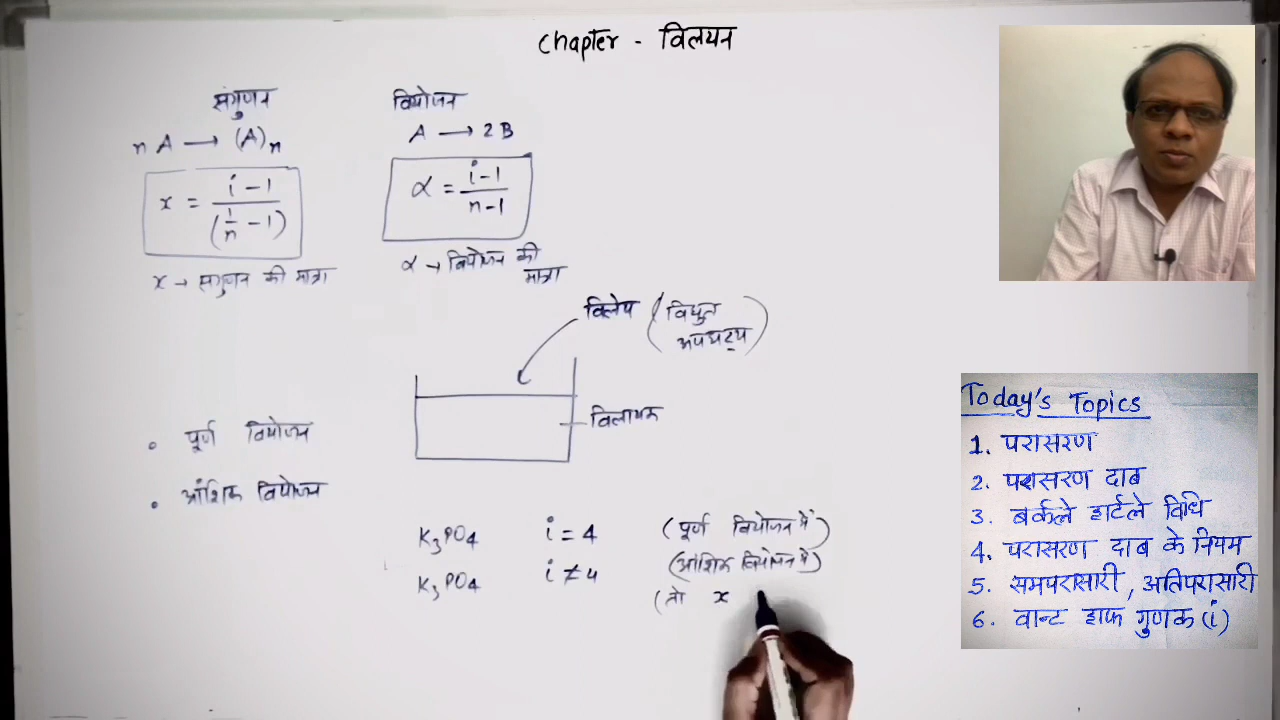 Chapter - विलयन
संगुणन
n A → (A)n
x = i - 1 / (1/n - 1)
x → संगुणन की मात्रा
वियोजन
A → 2B
α = i-1 / n-1
α → वियोजन की
मात्रा
विलेय (विद्युत
अपघट्य)
विलायक
• पूर्ण वियोजन
• आंशिक वियोजन
K3PO4 i = 4 (पूर्ण वियोजन में)
K3PO4 i ≠ 4 (आंशिक वियोजन में)
(तो x
Today's Topics
1. परासरण
2. परासरण दाब
3. बर्कले हार्टले विधि
4. परासरण दाब के नियम
5. समपरासारी, अतिपरासारी
6. वान्ट हाफ गुणक (i)